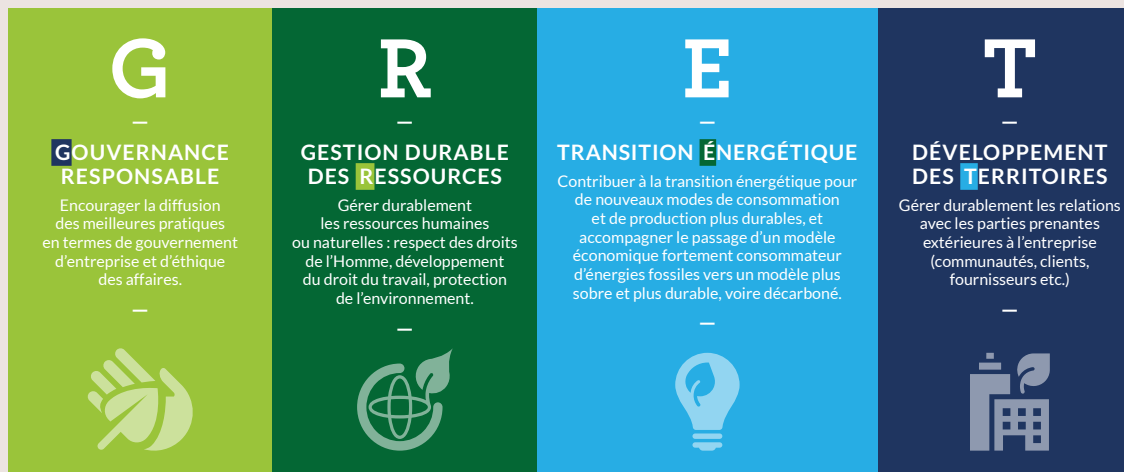 G
GOUVERNANCE
RESPONSABLE
Encourager la diffusion
des meilleures pratiques
en termes de gouvernement
d’entreprise et d’éthique
des affaires.
R
GESTION DURABLE
DES RESSOURCES
Gérer durablement
les ressources humaines
ou naturelles : respect des droits
de l’Homme, développement
du droit du travail, protection
de l’environnement.
E
TRANSITION ÉNERGÉTIQUE
Contribuer à la transition énergétique pour
de nouveaux modes de consommation
et de production plus durables, et
accompagner le passage d’un modèle
économique fortement consommateur
d’énergies fossiles vers un modèle plus
sobre et plus durable, voire décarboné.
T
DÉVELOPPEMENT
DES TERRITOIRES
Gérer durablement les relations
avec les parties prenantes
extérieures à l’entreprise
(communautés, clients,
fournisseurs etc.)